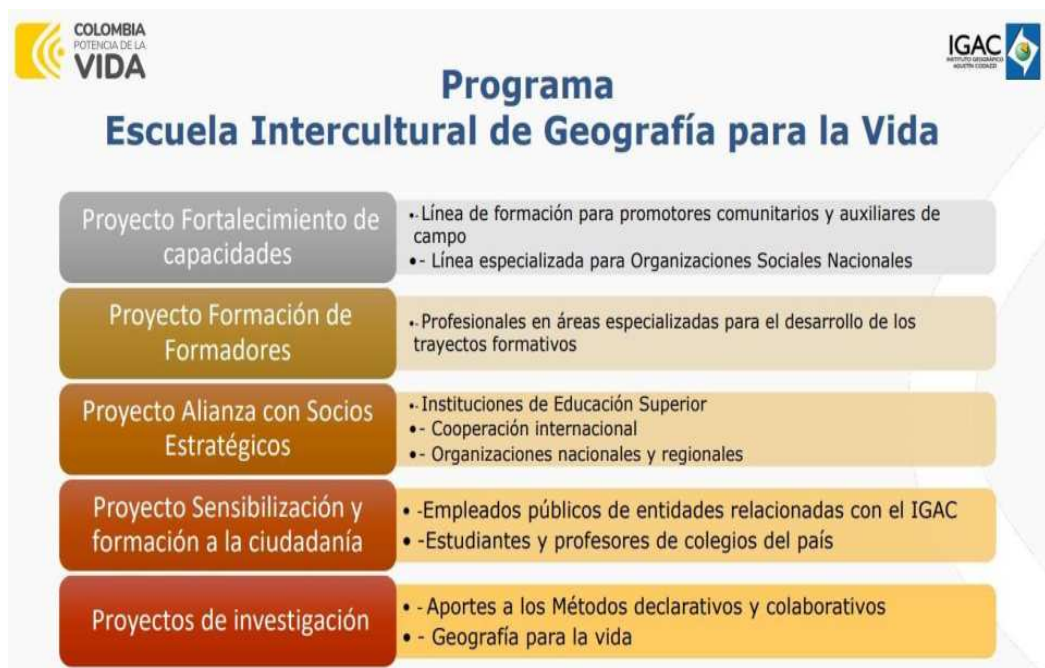 COLOMBIA
POTENCIA DE LA
VIDA
IGAC
INSTITUTO GEOGRÁFICO
AGUSTÍN CODAZZI
Programa
Escuela Intercultural de Geografía para la Vida
Proyecto Fortalecimiento de
capacidades
•- Línea de formación para promotores comunitarios y auxiliares de
campo
•- Línea especializada para Organizaciones Sociales Nacionales
Proyecto Formación de
Formadores
•- Profesionales en áreas especializadas para el desarrollo de los
trayectos formativos
Proyecto Alianza con Socios
Estratégicos
•- Instituciones de Educación Superior
•- Cooperación internacional
•- Organizaciones nacionales y regionales
Proyecto Sensibilización y
formación a la ciudadanía
• -Empleados públicos de entidades relacionadas con el IGAC
• -Estudiantes y profesores de colegios del país
Proyectos de investigación
• - Aportes a los Métodos declarativos y colaborativos
• - Geografía para la vida